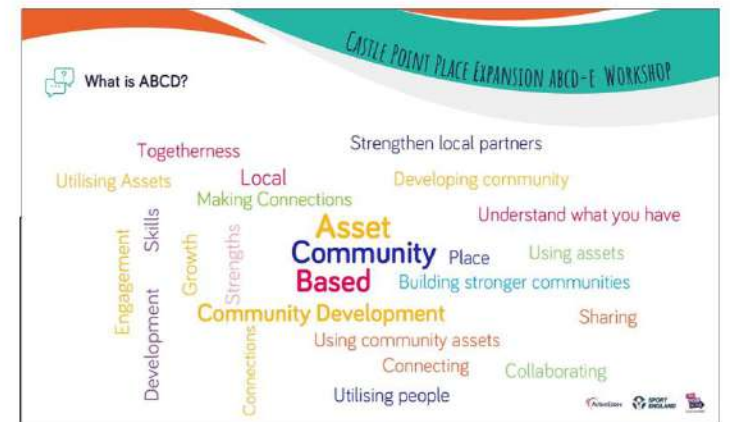 CASTLE POINT PLACE EXPANSION ABCD-E WORKSHOP
What is ABCD?
Strengthen local partners
Togetherness
Utilising Assets
Local
Developing community
Making Connections
Understand what you have
Skills
Asset
Engagement
Growth
Strengths
Community
Place
Using assets
Based
Building stronger communities
Development
Community Development
Sharing
Connections
Using community assets
Connecting
Collaborating
Utilising people
SPORT
ENGLAND